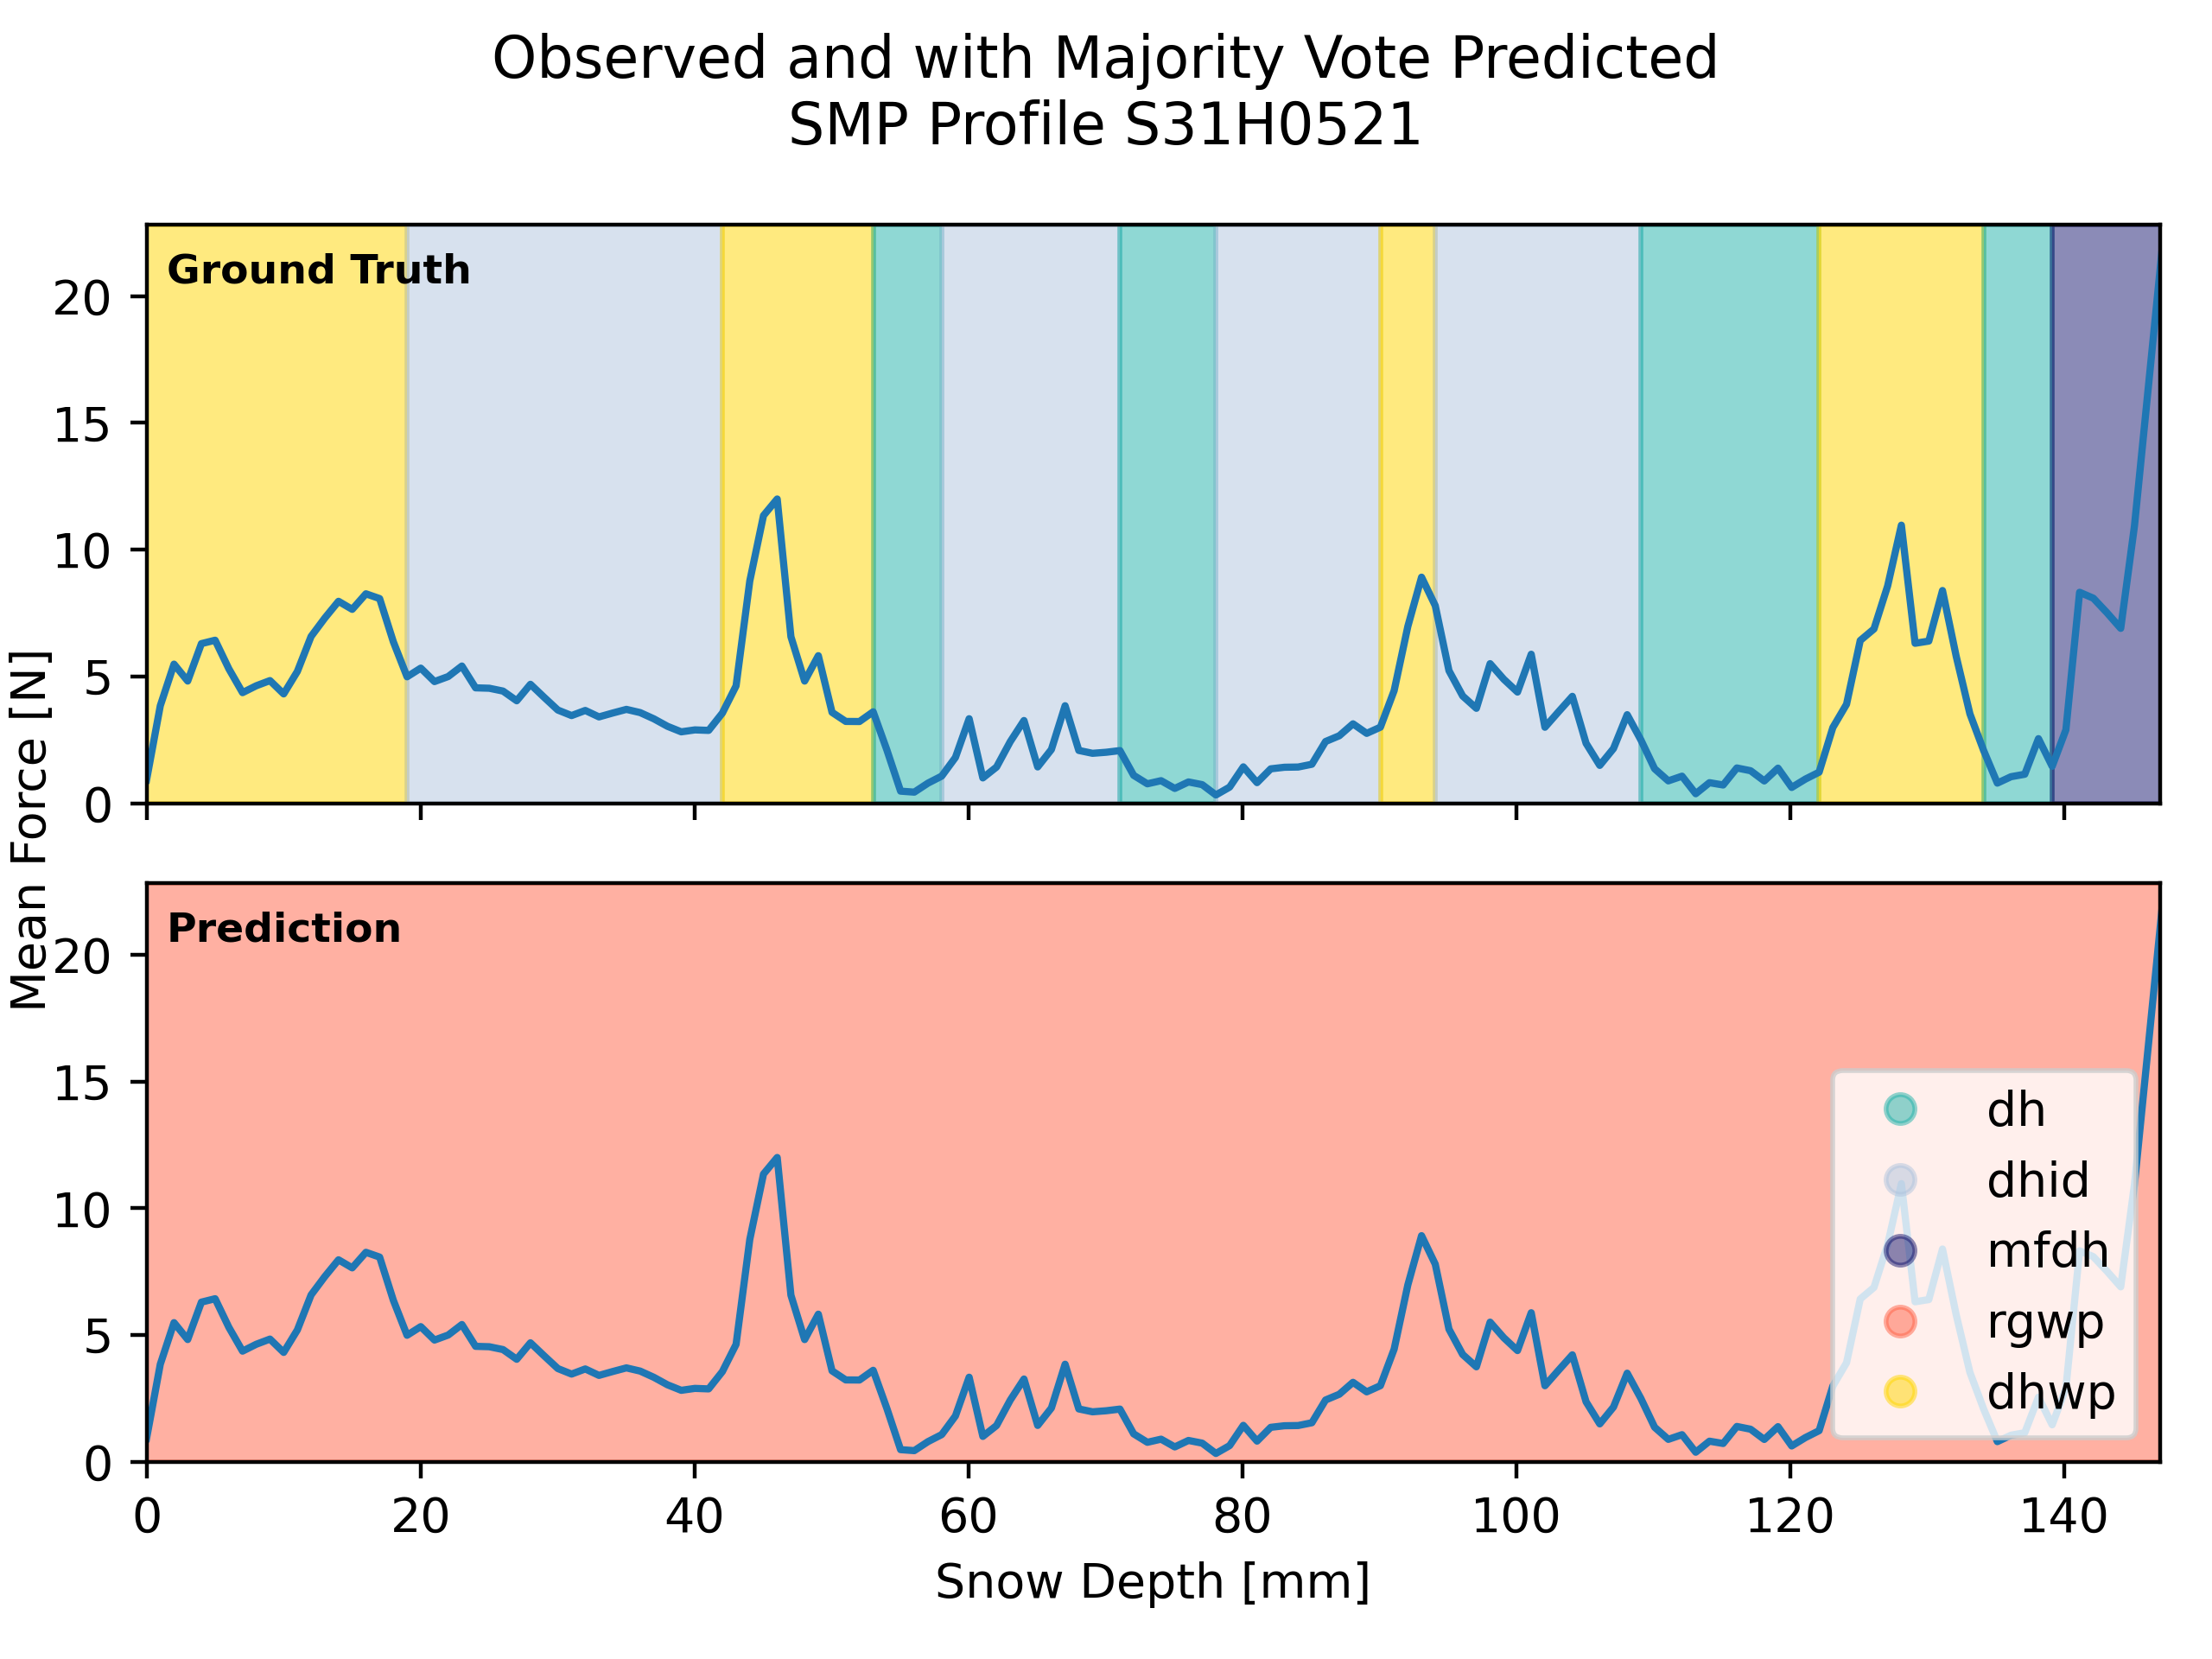 Observed and with Majority Vote Predicted
SMP Profile S31H0521
Ground Truth
20
15
10
5
0
Mean Force [N]
Prediction
20
15
10
5
0
dh
dhid
mfdh
rgwp
dhwp
0 20 40 60 80 100 120 140
Snow Depth [mm]